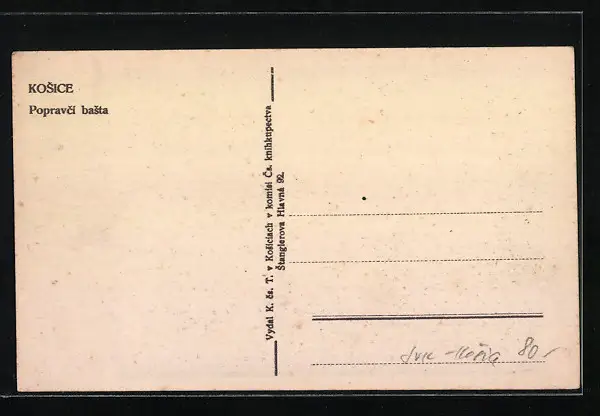 KOŠICE
Popravčí bašta
Vydal K. čs. T. v Košiciach v komisi Čs. knihkupectva
Štanglerova Hlavná 92.
80